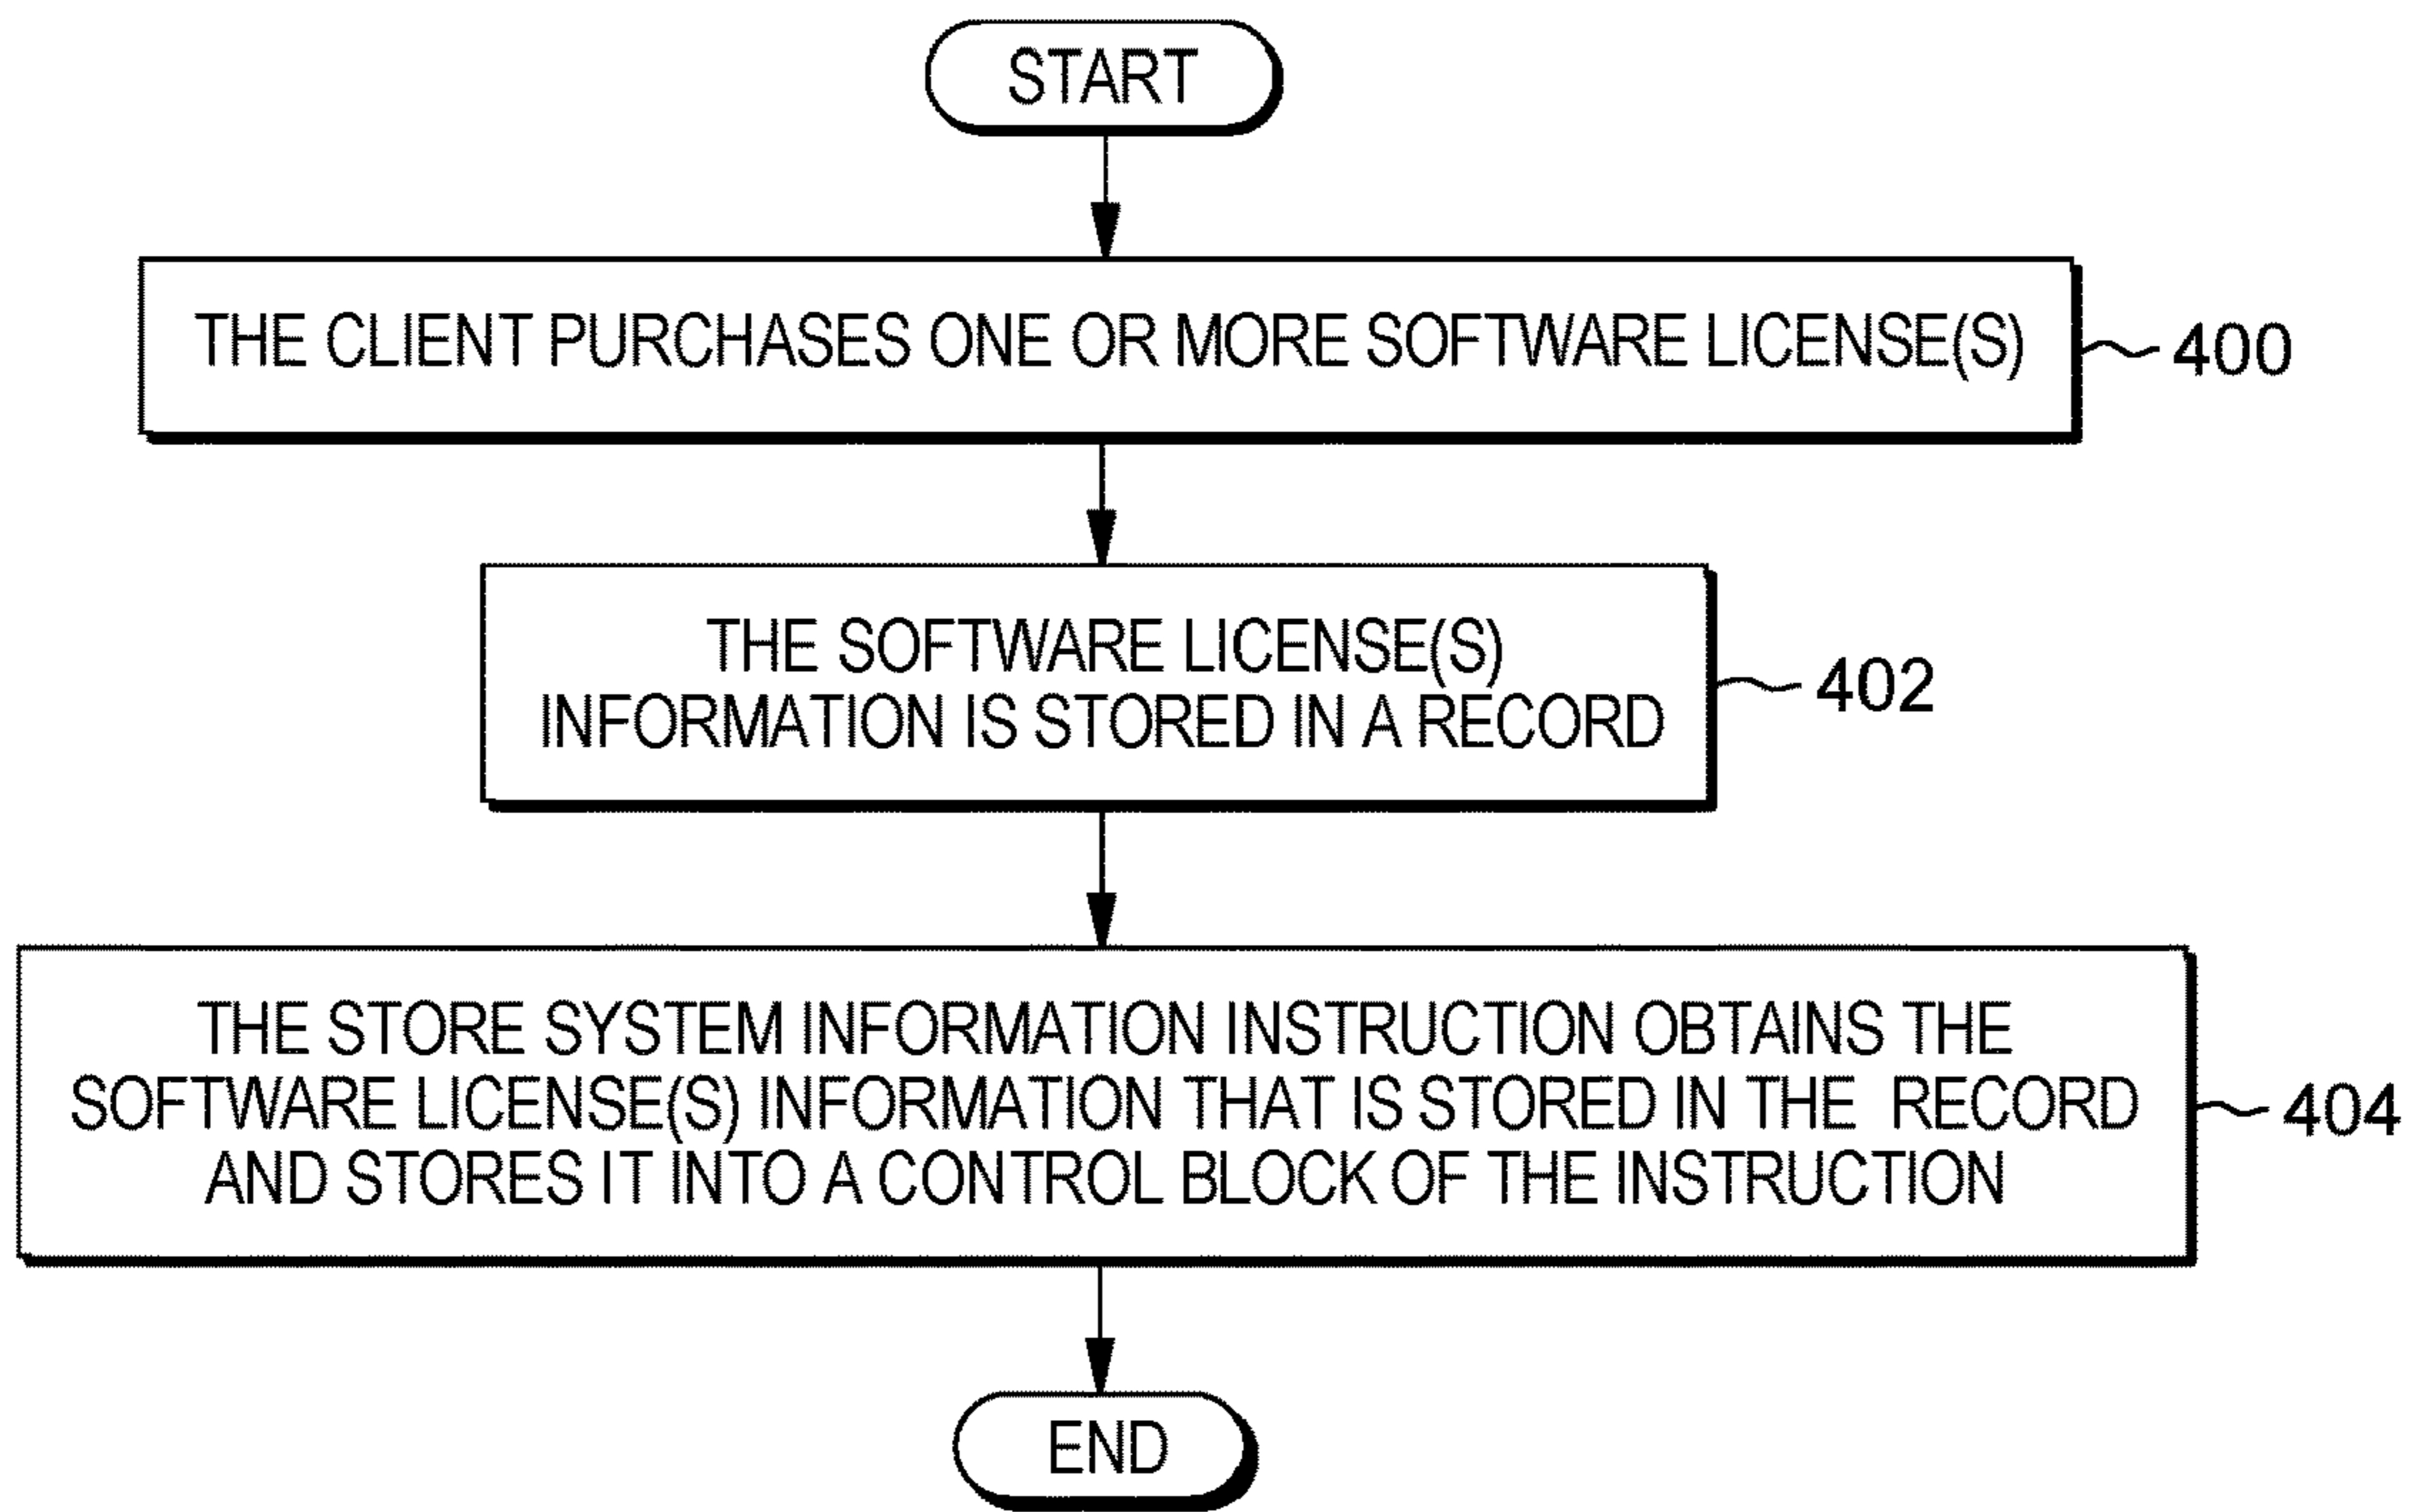 START
THE CLIENT PURCHASES ONE OR MORE SOFTWARE LICENSE(S)
400
THE SOFTWARE LICENSE(S)
INFORMATION IS STORED IN A RECORD
402
THE STORE SYSTEM INFORMATION INSTRUCTION OBTAINS THE
SOFTWARE LICENSE(S) INFORMATION THAT IS STORED IN THE RECORD
AND STORES IT INTO A CONTROL BLOCK OF THE INSTRUCTION
404
END